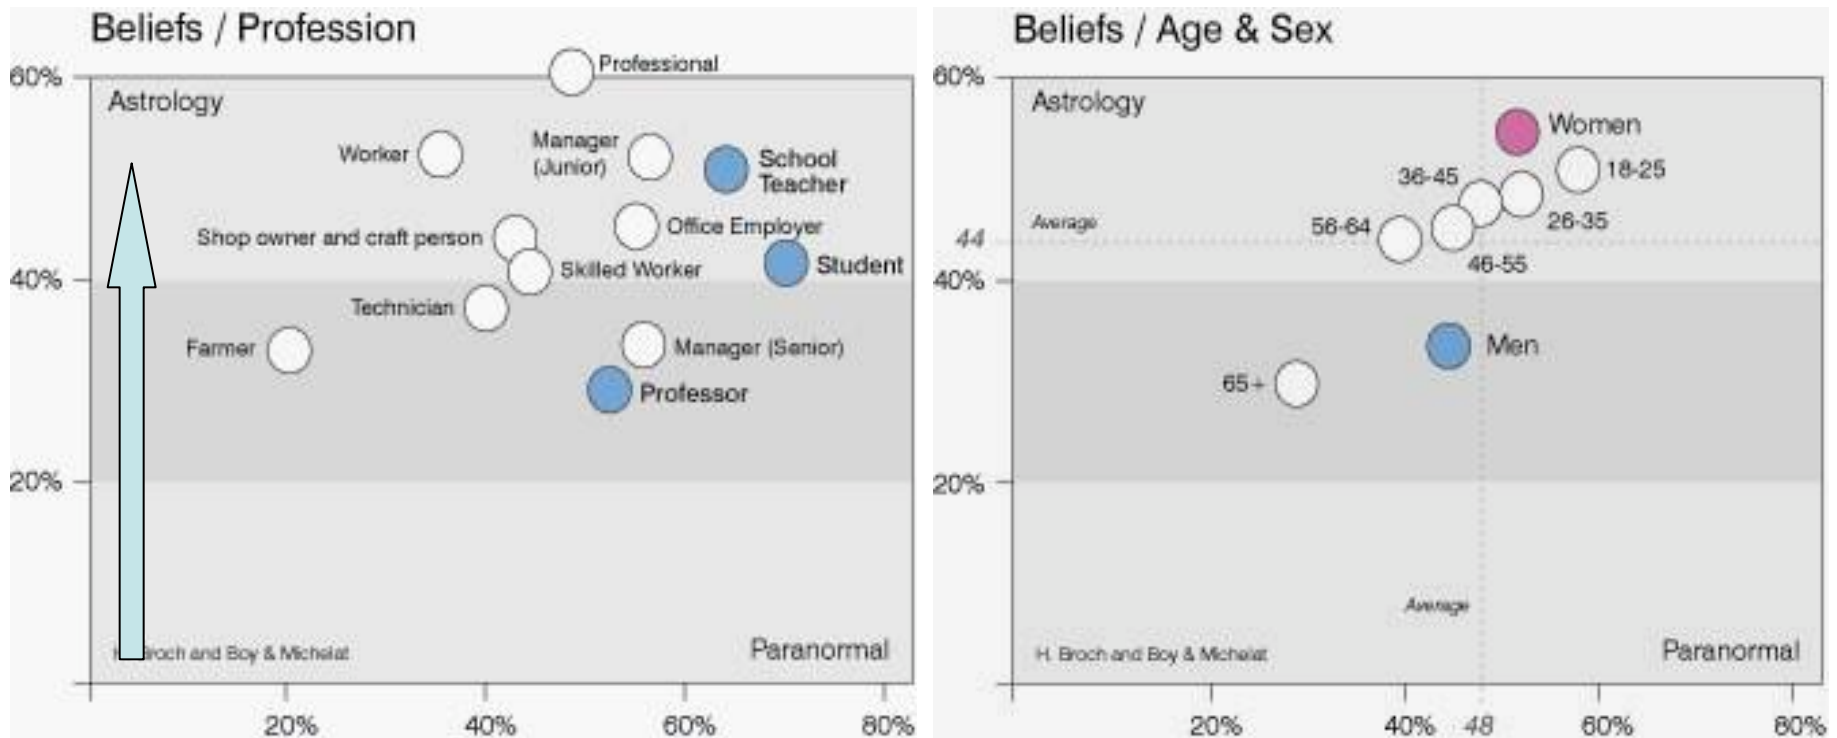 Beliefs / Profession
60%
Professional
Astrology
Worker
Manager
(Junior)
School
Teacher
Shop owner and craft person
Office Employer
Skilled Worker
Student
40%
Technician
Farmer
Manager (Senior)
Professor
20%
H. Broch and Boy & Michelat
Paranormal
20%
40%
60%
80%
Beliefs / Age & Sex
60%
Astrology
Women
36-45
18-25
Average
56-64
26-35
44
46-55
40%
Men
65+
20%
Average
H. Broch and Boy & Michelat
Paranormal
20%
40%
48
60%
80%